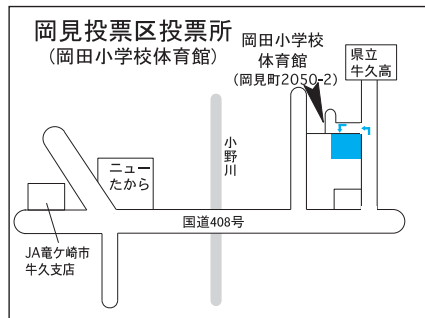 岡見投票区投票所
(岡田小学校体育館)
岡田小学校
体育館
(岡見町2050-2)
県立
牛久高
小野川
ニュー
たから
国道408号
JA竜ケ崎市
牛久支店